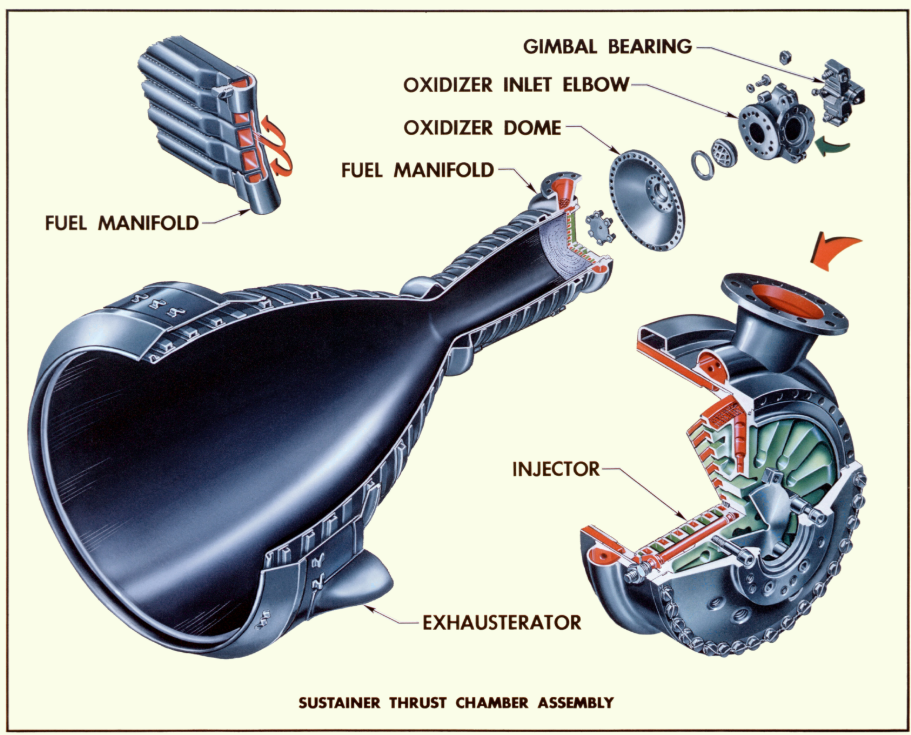 GIMBAL BEARING
OXIDIZER INLET ELBOW
OXIDIZER DOME
FUEL MANIFOLD
FUEL MANIFOLD
INJECTOR
EXHAUSTERATOR
SUSTAINER THRUST CHAMBER ASSEMBLY